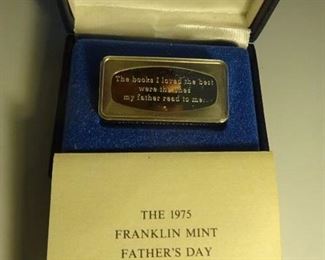 The books I loved the best
were the ones
my father read to me...
THE 1975
FRANKLIN MINT
FATHER'S DAY